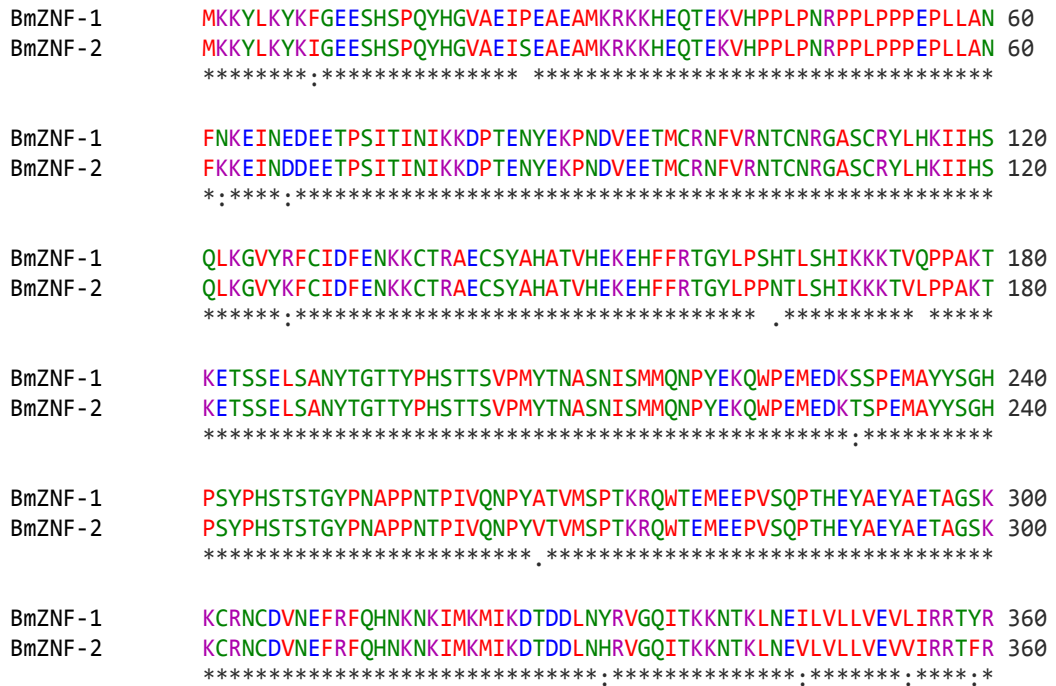 BmZNF-1 MKKYLKYKFGEESHSPQYHGVAEIPEAEAMKRKKHEQTEKVHPPLPNRPPLPPPEPLLAN 60
BmZNF-2 MKKYLKYKIGEESHSPQYHGVAEISEAEAMKRKKHEQTEKVHPPLPNRPPLPPPEPLLAN 60
********:*************** ***********************************
BmZNF-1 FNKEINEDEETPSITINIKKDPTENYEKPNDVEETMCRNFVRNTCNRGASCRYLHKIIHS 120
BmZNF-2 FKKEINDDEETPSITINIKKDPTENYEKPNDVEETMCRNFVRNTCNRGASCRYLHKIIHS 120
*:****:*****************************************************
BmZNF-1 QLKGVYRFCIDFENKKCTRAECSYAHATVHEKEHFFRTGYLPSHTLSHIKKKTVQPPAKT 180
BmZNF-2 QLKGVYKFCIDFENKKCTRAECSYAHATVHEKEHFFRTGYLPPNTLSHIKKKTVLPPAKT 180
******:*********************************** .********** *****
BmZNF-1 KETSSELSANYTGTTYPHSTTSVPMYTNASNISMMQNPYEKQWPEMEDKSSPEMAYYSGH 240
BmZNF-2 KETSSELSANYTGTTYPHSTTSVPMYTNASNISMMQNPYEKQWPEMEDKTSPEMAYYSGH 240
*************************************************:**********
BmZNF-1 PSYPHSTSTGYPNAPPNTPIVQNPYATVMSPTKRQWTEMEEPVSQPTHEYAEYAETAGSK 300
BmZNF-2 PSYPHSTSTGYPNAPPNTPIVQNPYVTVMSPTKRQWTEMEEPVSQPTHEYAEYAETAGSK 300
*************************.**********************************
BmZNF-1 KCRNCDVNEFRFQHNKNKIMKMIKDTDDLNYRVGQITKKNTKLNEILVLLVEVLIRRTYR 360
BmZNF-2 KCRNCDVNEFRFQHNKNKIMKMIKDTDDLNHRVGQITKKNTKLNEVLVLLVEVVIRRTFR 360
******************************:**************:*******:****:*